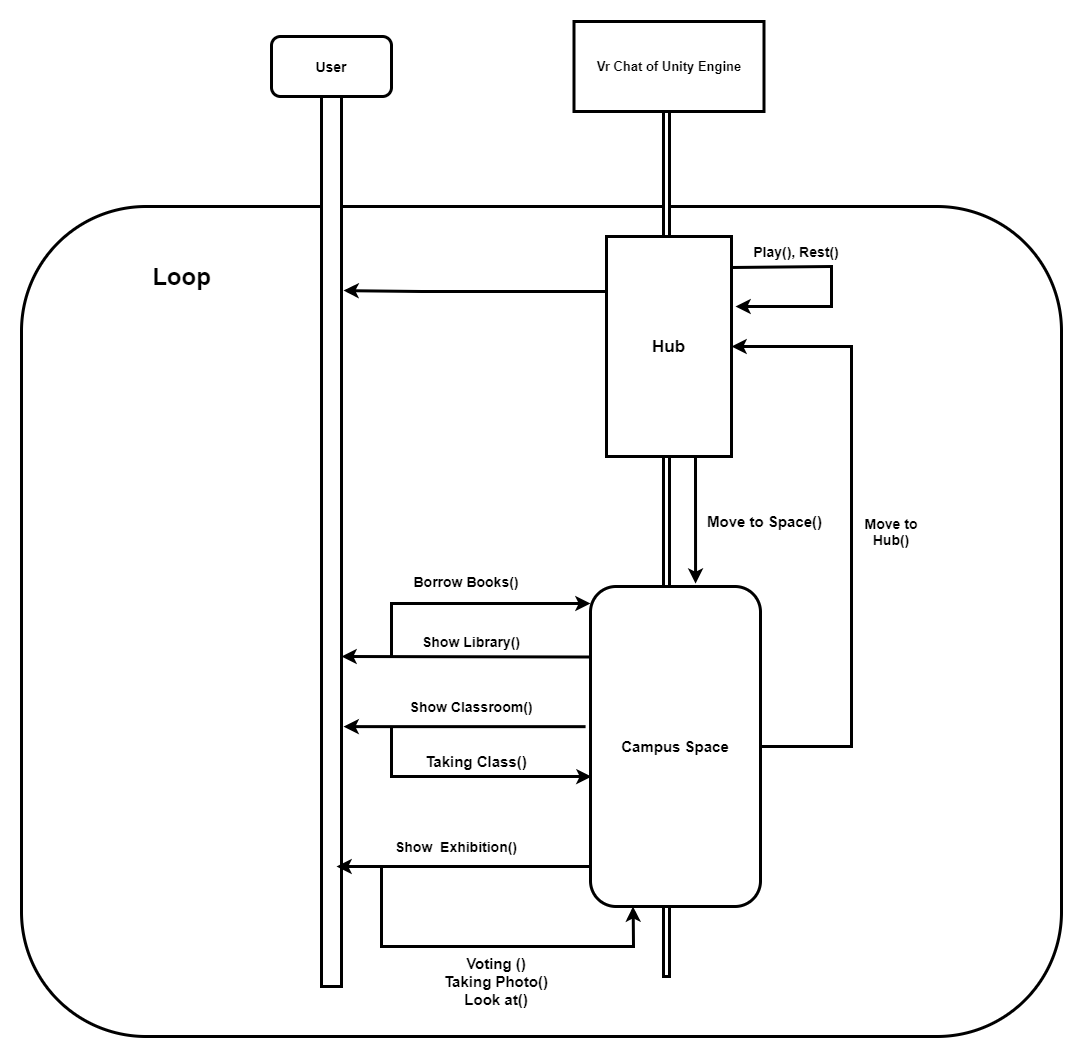 User
Vr Chat of Unity Engine
Loop
Play(), Rest()
Hub
Move to Space()
Move to
Hub()
Borrow Books()
Show Library()
Show Classroom()
Taking Class()
Campus Space
Show  Exhibition()
Voting ()
Taking Photo()
Look at()